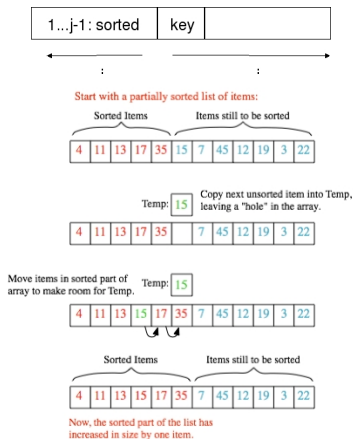 1...j-1: sorted key
: :
Start with a partially sorted list of items:
Sorted Items Items still to be sorted
4 11 13 17 35 15 7 45 12 19 3 22
Temp: 15 Copy next unsorted item into Temp,
leaving a "hole" in the array.
4 11 13 17 35 7 45 12 19 3 22
Move items in sorted part of
array to make room for Temp.
Temp: 15
4 11 13 15 17 35 7 45 12 19 3 22
Sorted Items Items still to be sorted
4 11 13 15 17 35 7 45 12 19 3 22
Now, the sorted part of the list has
increased in size by one item.